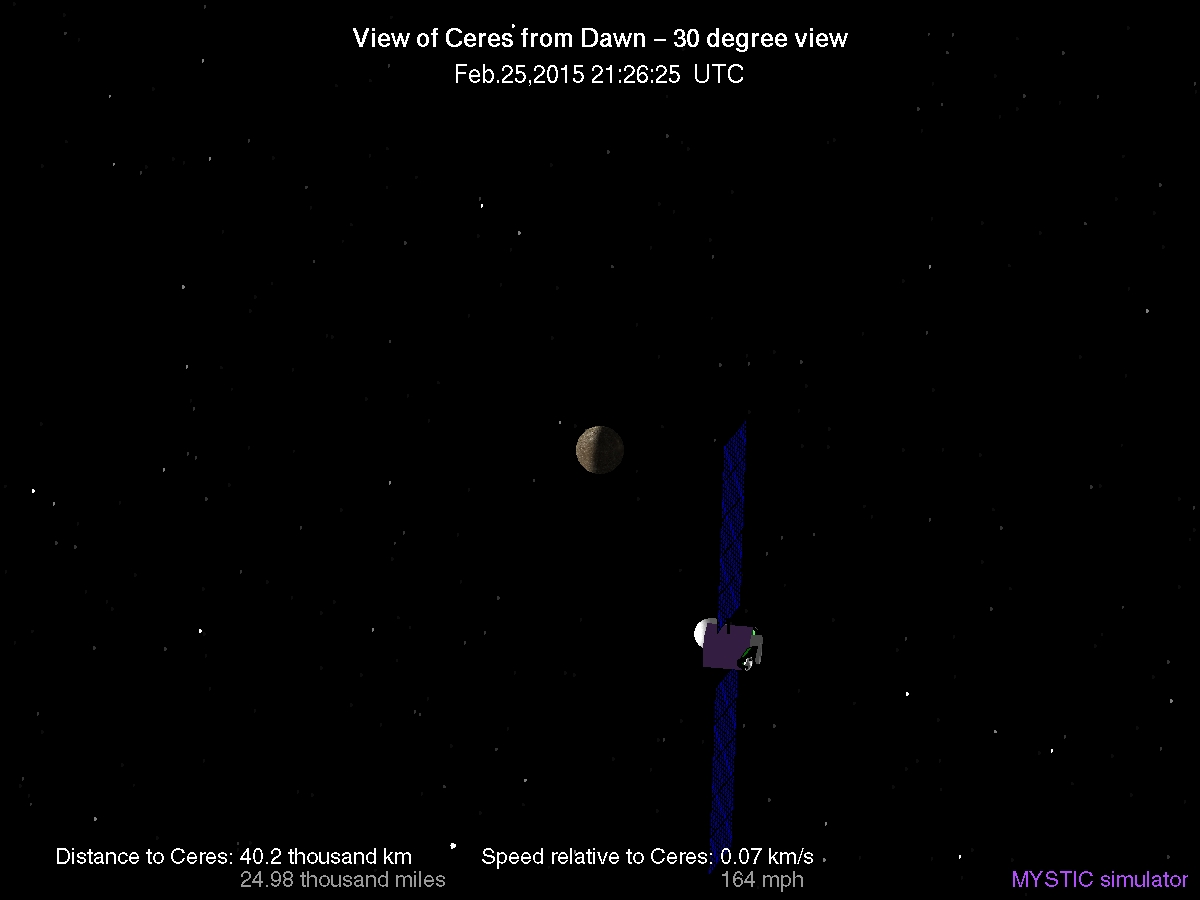 View of Ceres from Dawn – 30 degree view
Feb.25,2015 21:26:25 UTC
Distance to Ceres: 40.2 thousand km
24.98 thousand miles
Speed relative to Ceres: 0.07 km/s
164 mph
MYSTIC simulator